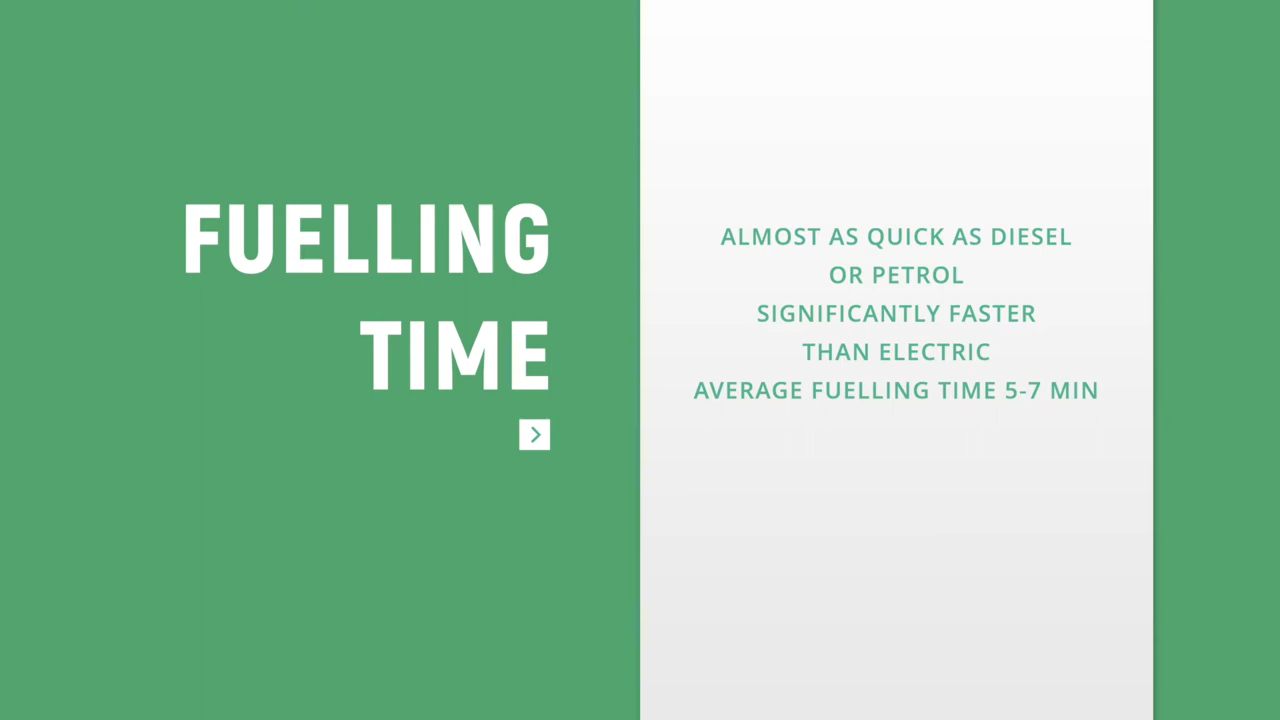 FUELLING
TIME
ALMOST AS QUICK AS DIESEL
OR PETROL
SIGNIFICANTLY FASTER
THAN ELECTRIC
AVERAGE FUELLING TIME 5-7 MIN